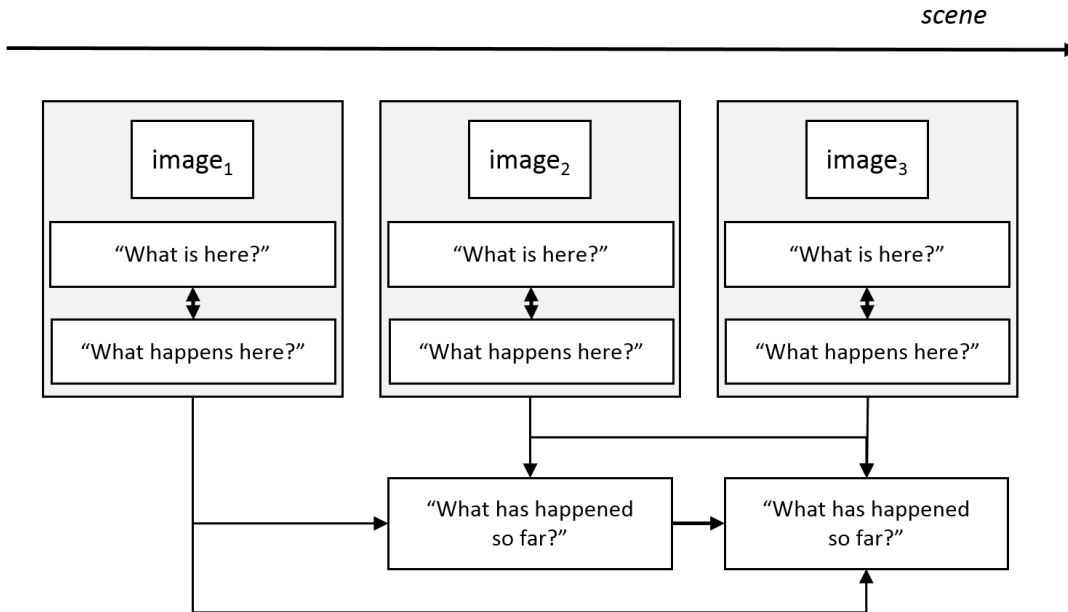 scene
image₁
image₂
image₃
“What is here?”
“What is here?”
“What is here?”
“What happens here?”
“What happens here?”
“What happens here?”
“What has happened
so far?”
“What has happened
so far?”